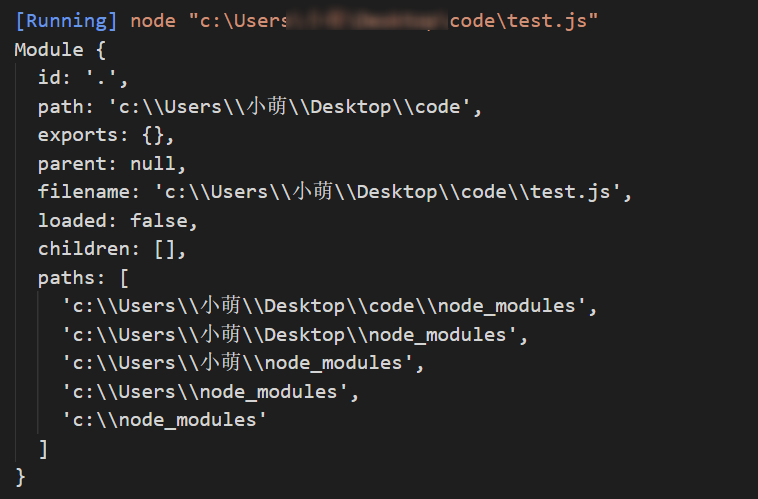 [Running] node "c:\Users code\test.js"
Module {
id: '.',
path: 'c:\\Users\\小萌\\Desktop\\code',
exports: {},
parent: null,
filename: 'c:\\Users\\小萌\\Desktop\\code\\test.js',
loaded: false,
children: [],
paths: [
'c:\\Users\\小萌\\Desktop\\code\\node_modules',
'c:\\Users\\小萌\\Desktop\\node_modules',
'c:\\Users\\小萌\\node_modules',
'c:\\Users\\node_modules',
'c:\\node_modules'
]
}